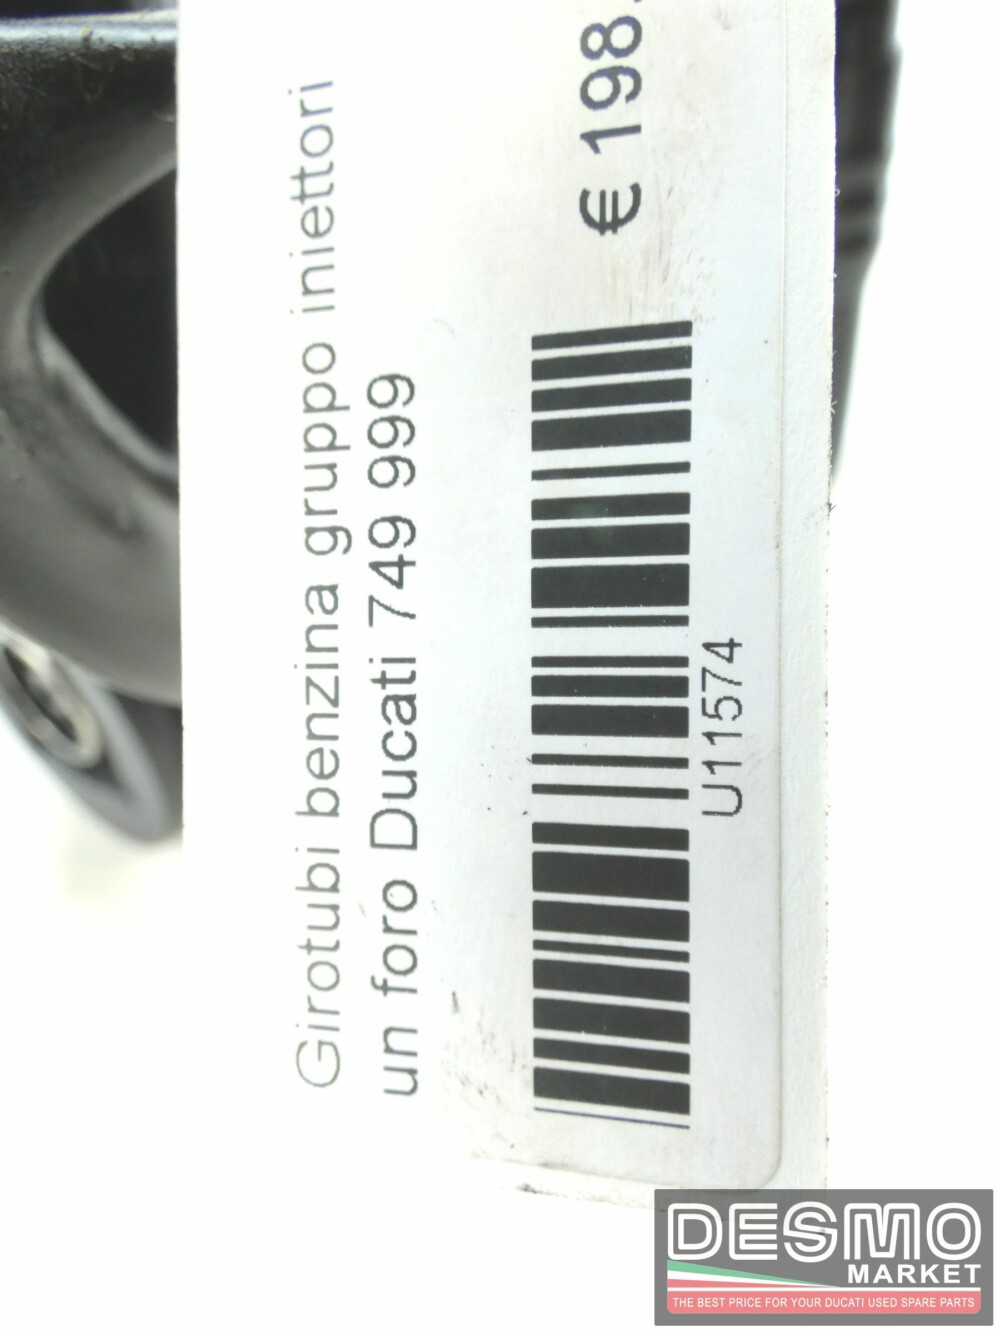 Girotubi benzina gruppo iniettori
un foro Ducati 749 999
€ 198,
U11574
DESMO
MARKET
THE BEST PRICE FOR YOUR DUCATI USED SPARE PARTS